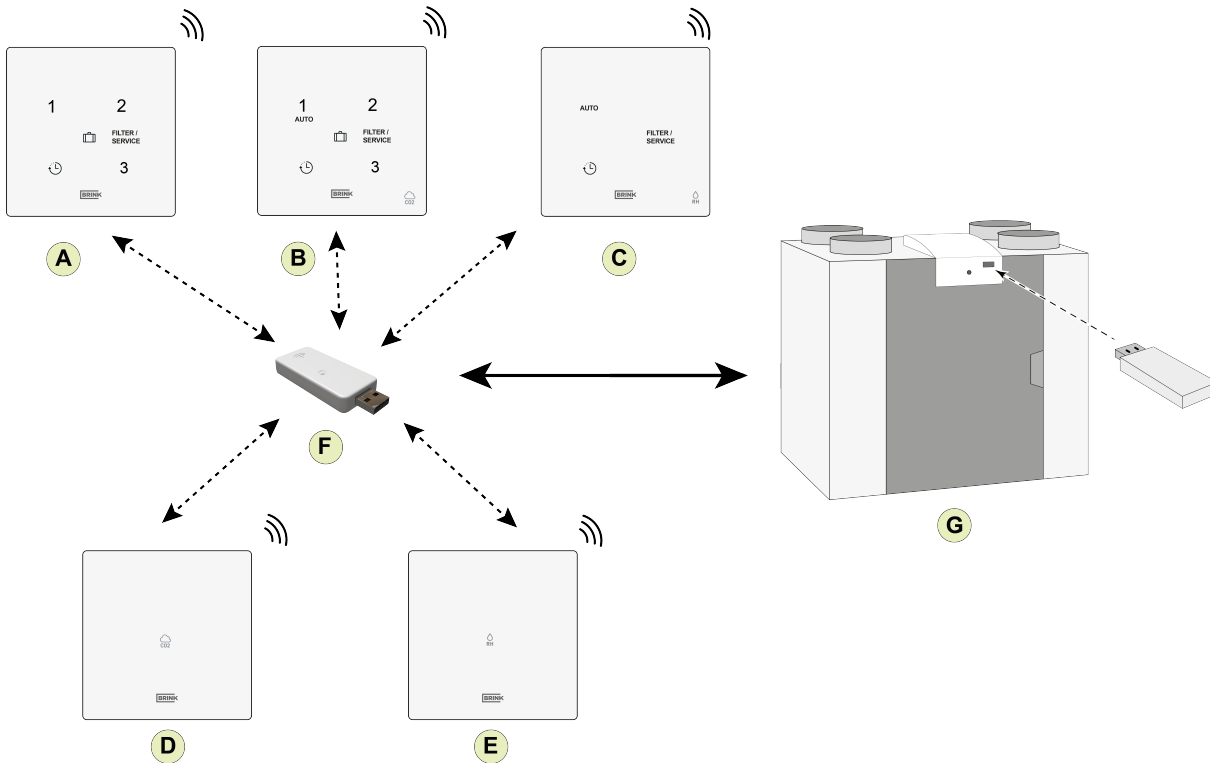 1
2
FILTER /
SERVICE
3
BRINK
A
1
AUTO
2
FILTER /
SERVICE
3
BRINK
CO2
B
AUTO
FILTER /
SERVICE
BRINK
RH
C
F
G
CO2
BRINK
D
RH
BRINK
E